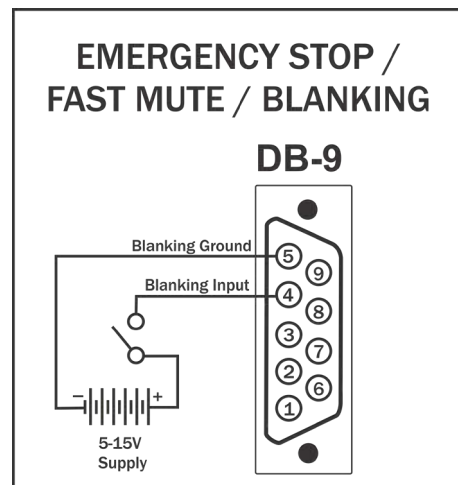 EMERGENCY STOP /
FAST MUTE / BLANKING
DB-9
Blanking Ground
5
9
Blanking Input
4
8
3
7
2
6
1
− +
5-15V
Supply